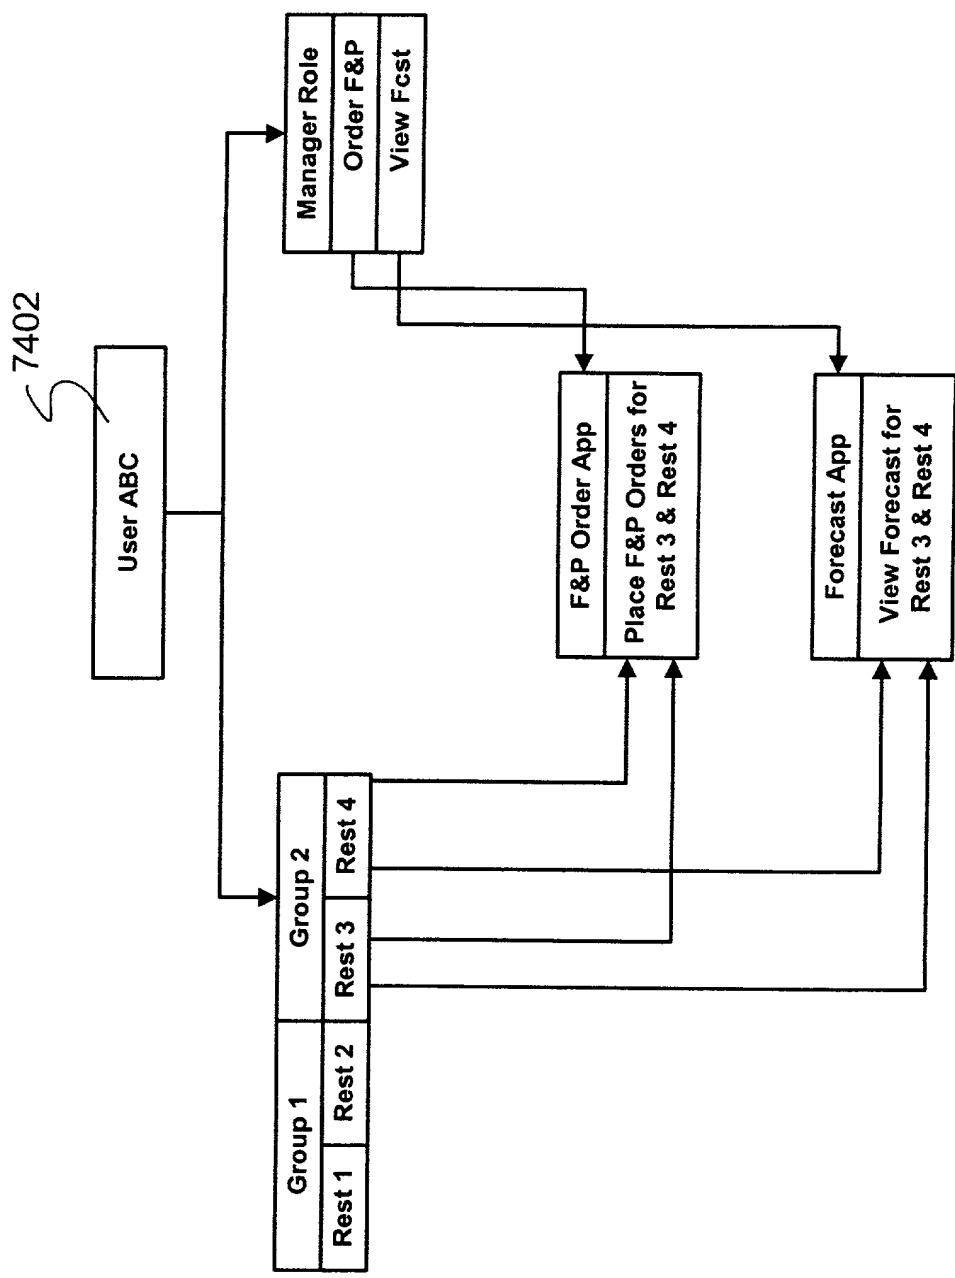 7402
User ABC
Group 1
Group 2
Rest 1
Rest 2
Rest 3
Rest 4
Manager Role
Order F&P
View Fcst
F&P Order App
Place F&P Orders for
Rest 3 & Rest 4
Forecast App
View Forecast for
Rest 3 & Rest 4